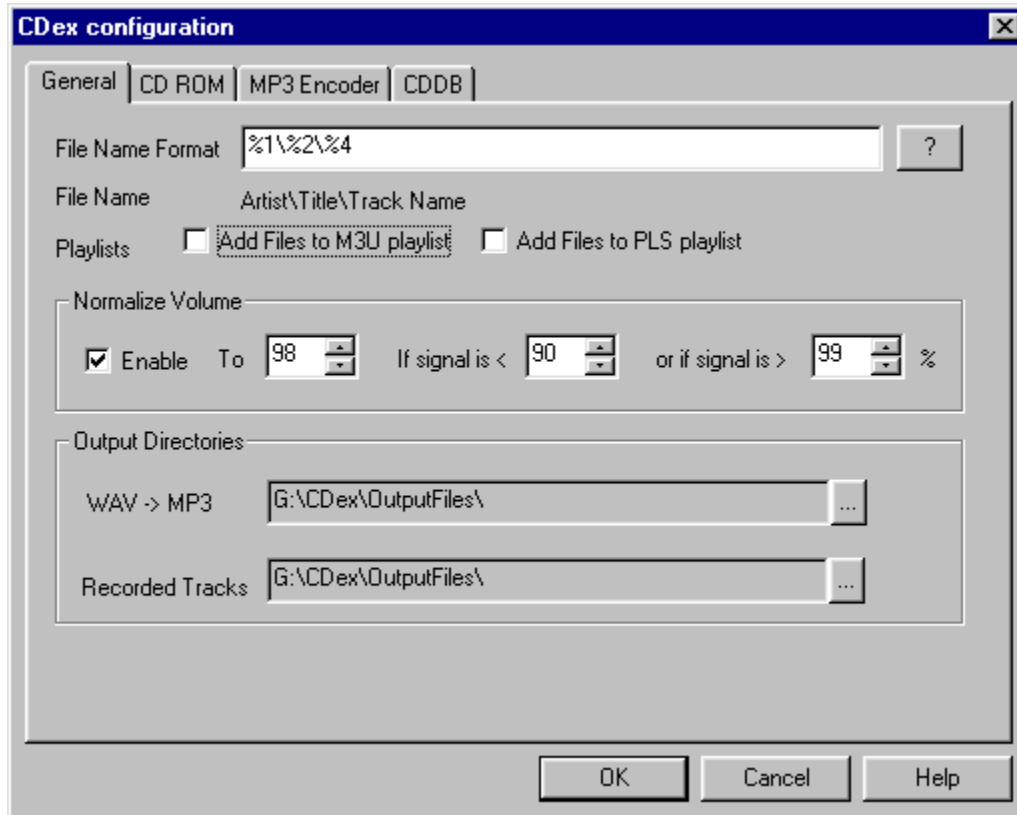 CDex configuration
General CD ROM MP3 Encoder CDDB
File Name Format %1\%2\%4 ?
File Name Artist\Title\Track Name
Playlists Add Files to M3U playlist Add Files to PLS playlist
Normalize Volume
Enable To 98 If signal is < 90 or if signal is > 99 %
Output Directories
WAV -> MP3 G:\CDex\OutputFiles\ ...
Recorded Tracks G:\CDex\OutputFiles\ ...
OK Cancel Help